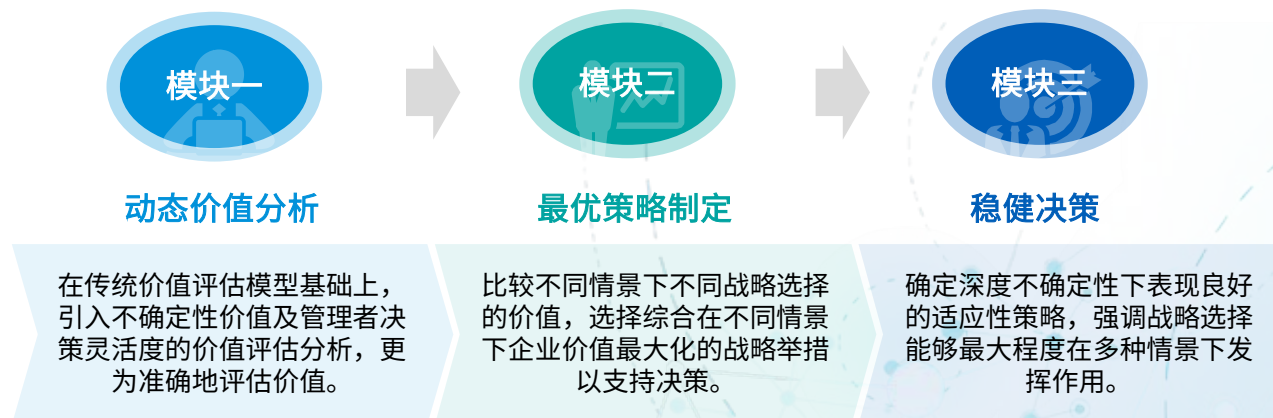 模块一
模块二
模块三
动态价值分析
最优策略制定
稳健决策
在传统价值评估模型基础上，
引入不确定性价值及管理者决
策灵活度的价值评估分析，更
为准确地评估价值。
比较不同情景下不同战略选择
的价值，选择综合在不同情景
下企业价值最大化的战略举措
以支持决策。
确定深度不确定性下表现良好
的适应性策略，强调战略选择
能够最大程度在多种情景下发
挥作用。